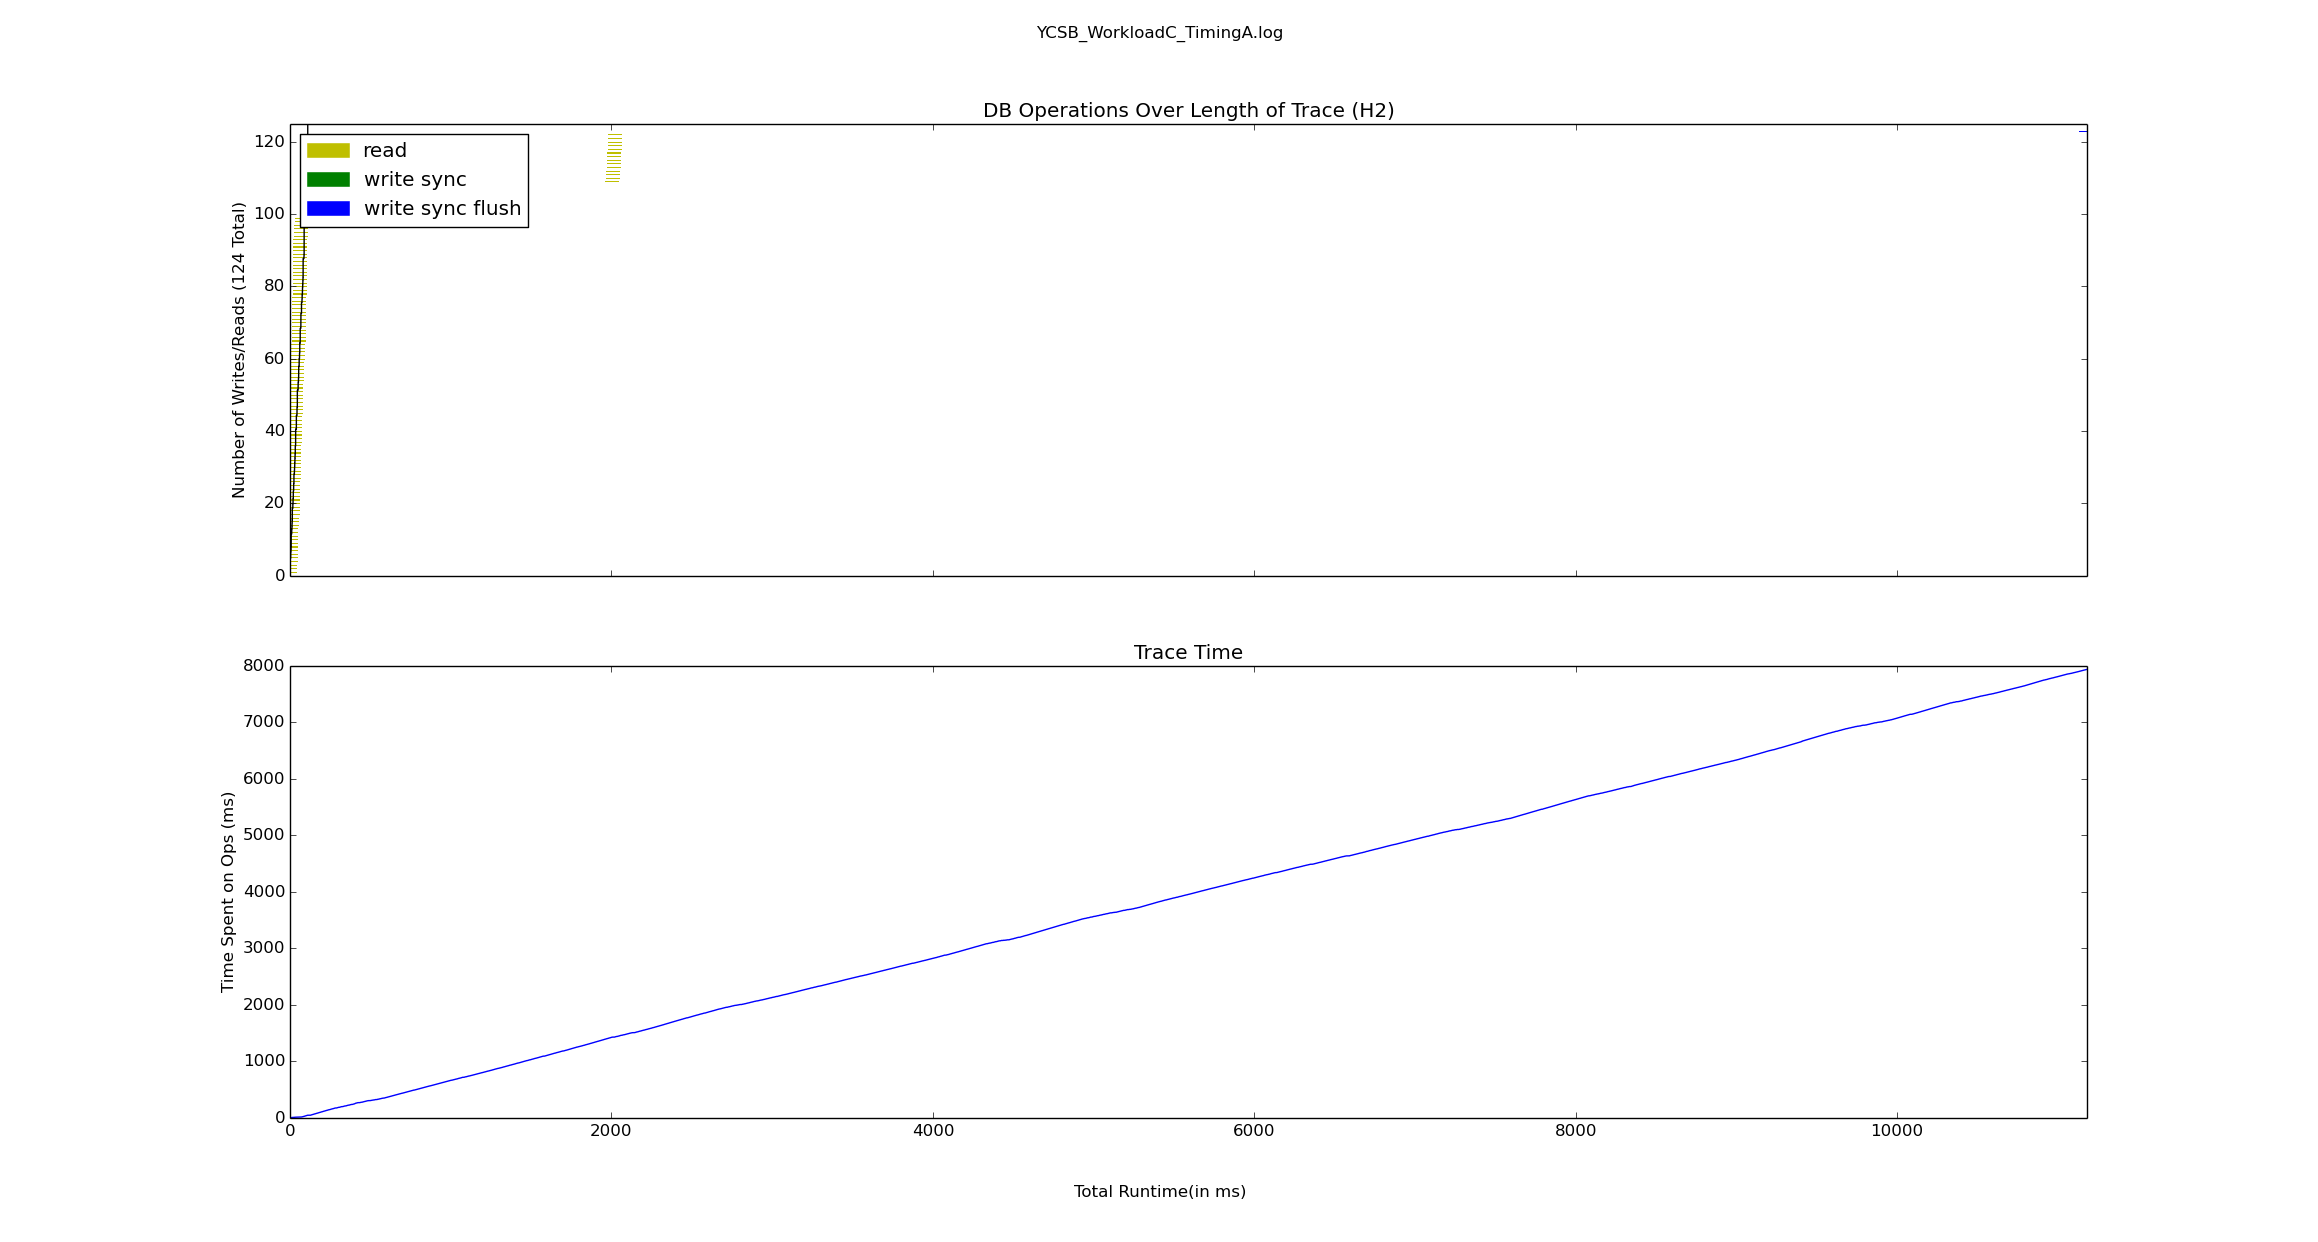 YCSB_WorkloadC_TimingA.log
DB Operations Over Length of Trace (H2)
read
write sync
write sync flush
Number of Writes/Reads (124 Total)
120
100
80
60
40
20
0
Trace Time
Time Spent on Ops (ms)
8000
7000
6000
5000
4000
3000
2000
1000
0
0 2000 4000 6000 8000 10000
Total Runtime(in ms)